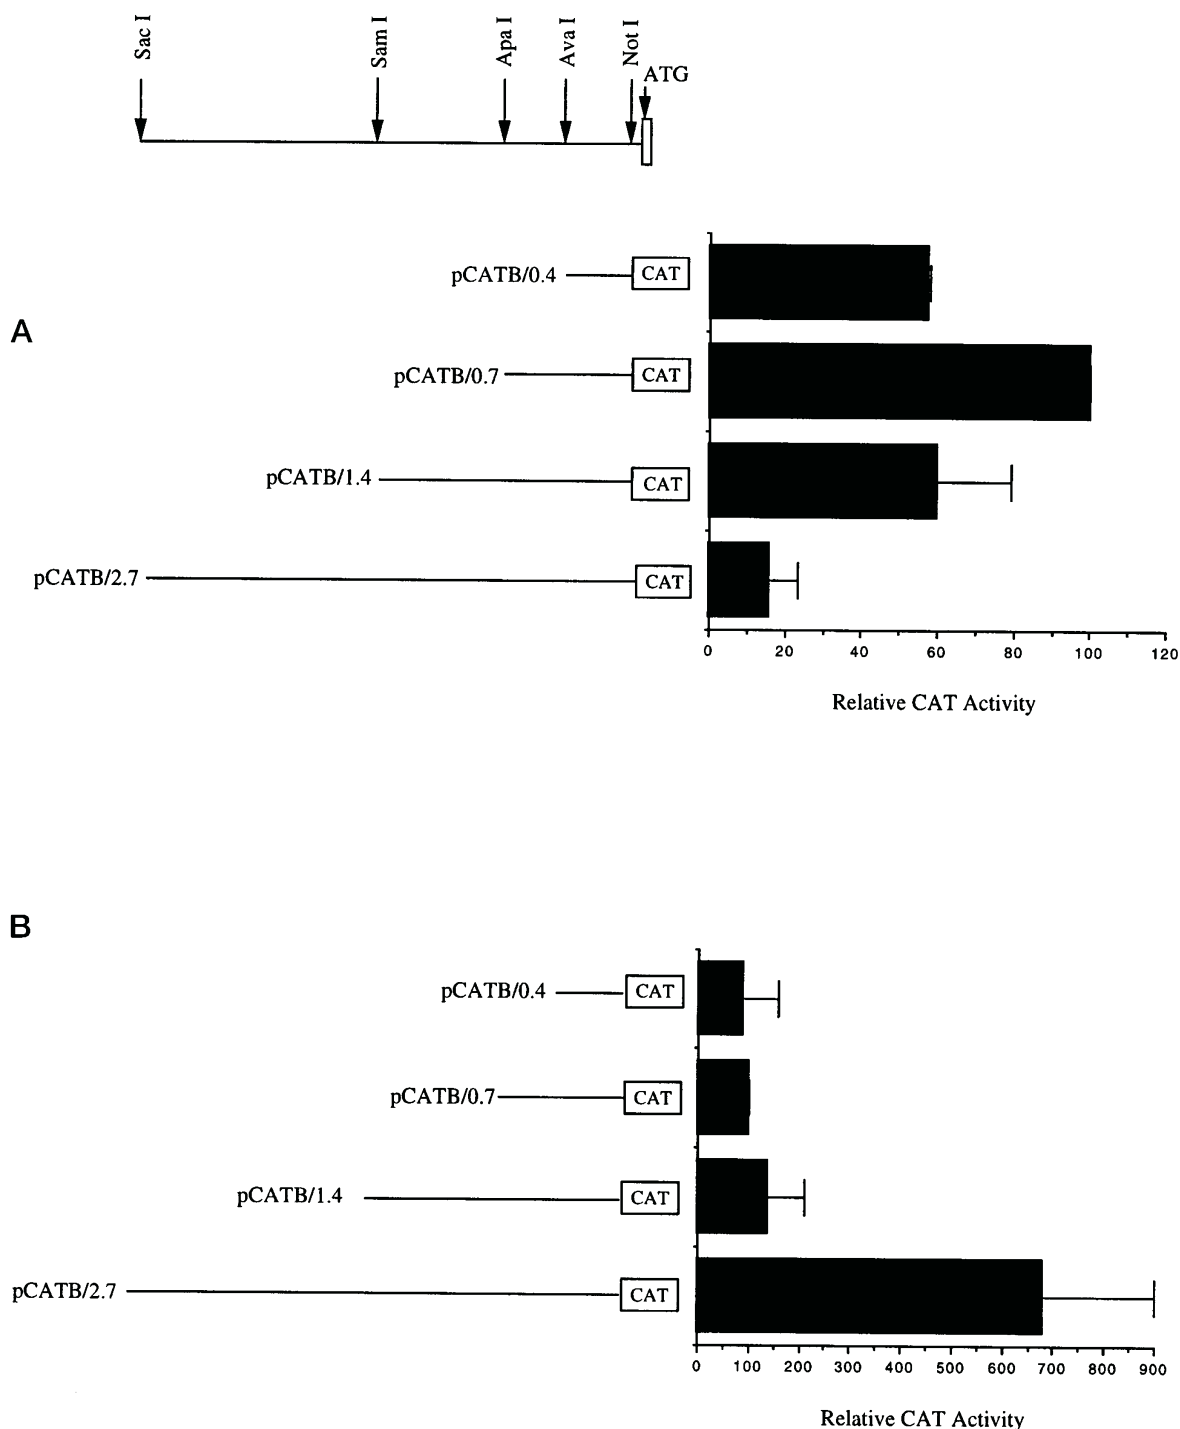 Sac I
Sam I
Apa I
Ava I
Not I
ATG
A
pCATB/0.4
CAT
pCATB/0.7
CAT
pCATB/1.4
CAT
pCATB/2.7
CAT
0 20 40 60 80 100 120
Relative CAT Activity
B
pCATB/0.4
CAT
pCATB/0.7
CAT
pCATB/1.4
CAT
pCATB/2.7
CAT
0 100 200 300 400 500 600 700 800 900
Relative CAT Activity